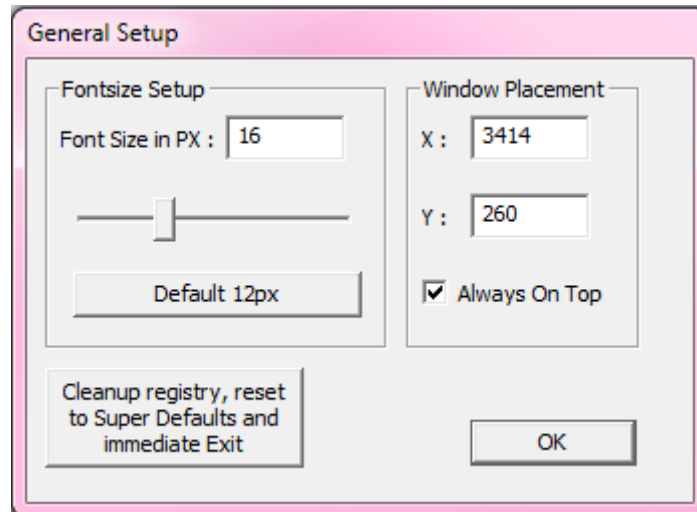 General Setup
Fontsize Setup
Font Size in PX : 16
Default 12px
Window Placement
X : 3414
Y : 260
Always On Top
Cleanup registry, reset
to Super Defaults and
immediate Exit
OK